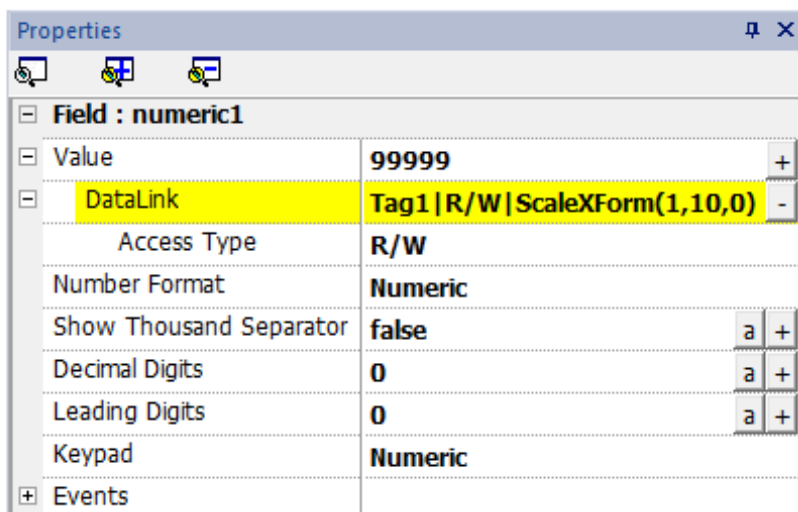 Properties
Field : numeric1
Value 99999 +
DataLink Tag1|R/W|ScaleXForm(1,10,0) -
Access Type R/W
Number Format Numeric
Show Thousand Separator false a +
Decimal Digits 0 a +
Leading Digits 0 a +
Keypad Numeric
Events